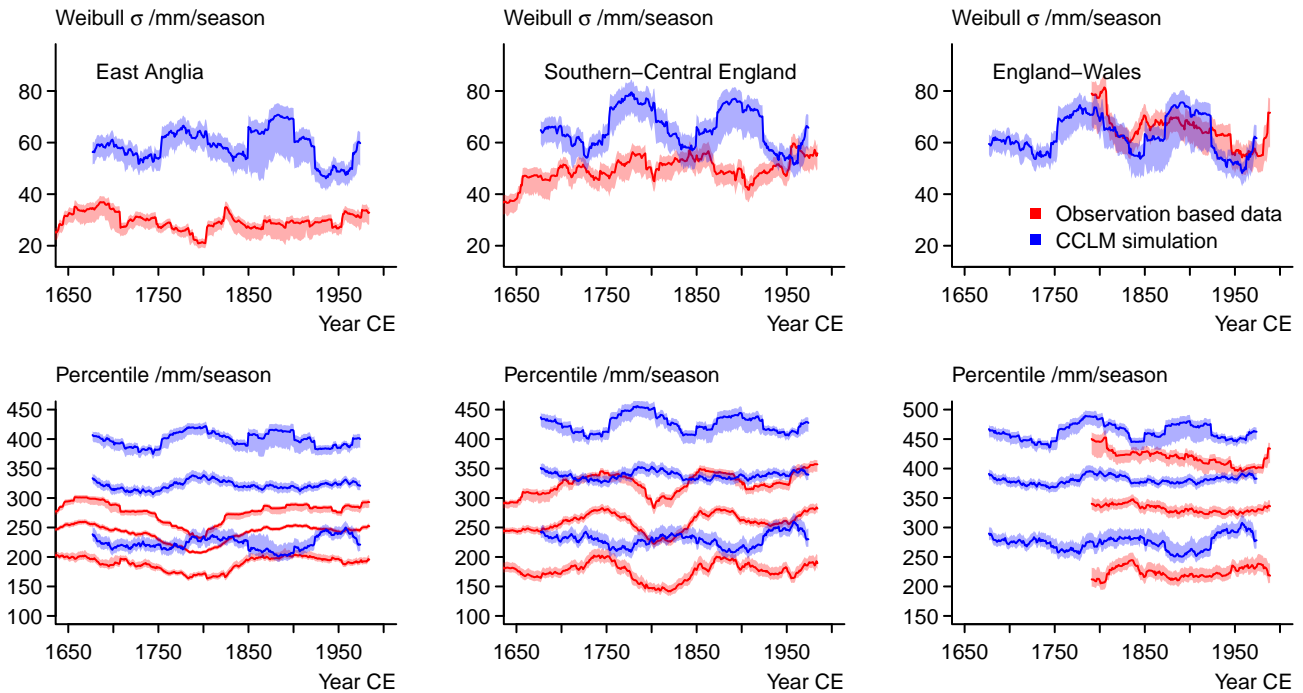 Weibull σ /mm/season
East Anglia
80
60
40
20
1650 1750 1850 1950
Year CE
Weibull σ /mm/season
Southern−Central England
80
60
40
20
1650 1750 1850 1950
Year CE
Weibull σ /mm/season
England−Wales
80
60
40
20
Observation based data
CCLM simulation
1650 1750 1850 1950
Year CE
Percentile /mm/season
450
400
350
300
250
200
150
100
1650 1750 1850 1950
Year CE
Percentile /mm/season
450
400
350
300
250
200
150
100
1650 1750 1850 1950
Year CE
Percentile /mm/season
500
450
400
350
300
250
200
150
1650 1750 1850 1950
Year CE